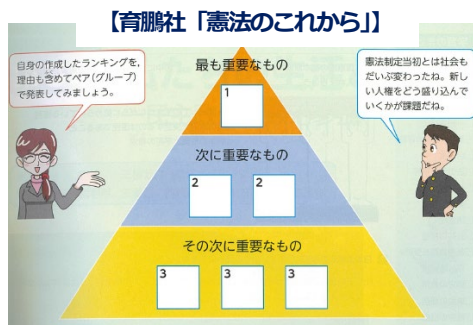 【育鵬社「憲法のこれから」】
自身の作成したランキングを,
理由も含めてペア(グループ)
で発表してみましょう。
最も重要なもの
1
憲法制定当初とは社会も
だいぶ変わったね。新し
い人権をどう盛り込んで
いくかが課題だね。
次に重要なもの
2
2
その次に重要なもの
3
3
3